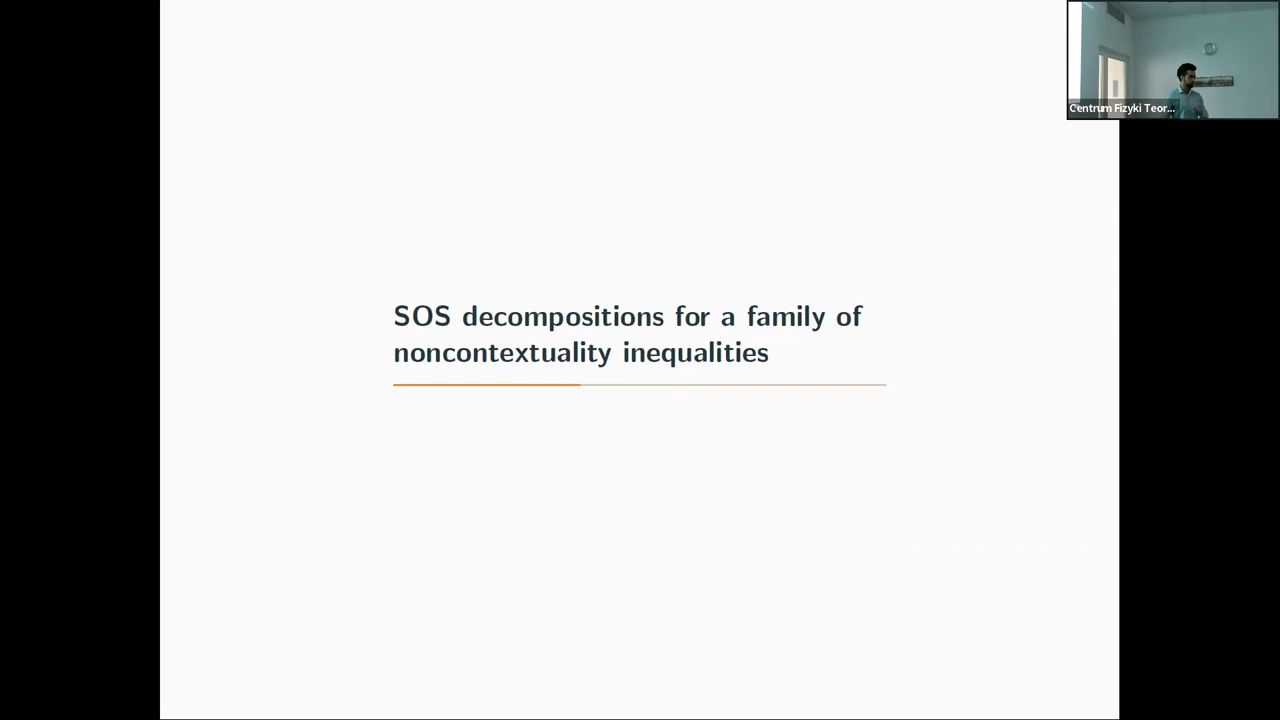 Centrum Fizyki Teor...
SOS decompositions for a family of
noncontextuality inequalities